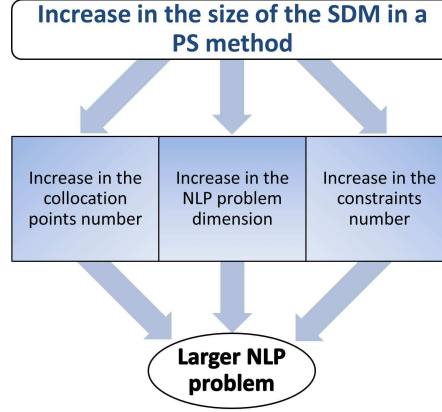 Increase in the size of the SDM in a
PS method
Increase in the
collocation
points number
Increase in the
NLP problem
dimension
Increase in the
constraints
number
Larger NLP
problem